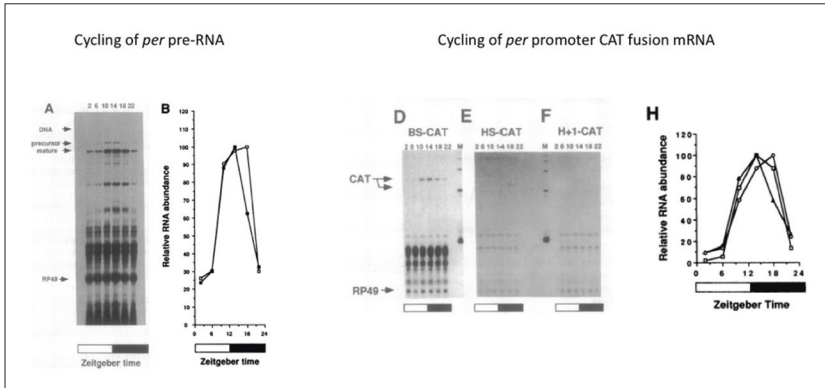 Cycling of per pre-RNA
Cycling of per promoter CAT fusion mRNA
A
2 6 10 14 18 22
DNA
precursor
mature
RP49
Zeitgeber time
B
Relative RNA abundance
120
110
100
90
80
70
60
50
40
30
20
10
0
0 6 12 18 24
Zeitgeber time
D
BS-CAT
2 6 10 14 18 22
M
CAT
RP49
E
HS-CAT
2 6 10 14 18 22
M
F
H+1-CAT
2 6 10 14 18 22
H
Relative RNA abundance
120
100
80
60
40
20
0
0 6 12 18 24
Zeitgeber Time